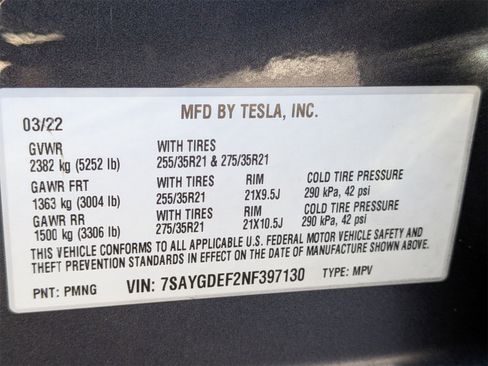 MFD BY TESLA, INC.
03/22
GVWR WITH TIRES
2382 kg (5252 lb) 255/35R21 & 275/35R21
GAWR FRT WITH TIRES RIM COLD TIRE PRESSURE
1363 kg (3004 lb) 255/35R21 21X9.5J 290 kPa, 42 psi
GAWR RR WITH TIRES RIM COLD TIRE PRESSURE
1500 kg (3306 lb) 275/35R21 21X10.5J 290 kPa, 42 psi
THIS VEHICLE CONFORMS TO ALL APPLICABLE U.S. FEDERAL MOTOR VEHICLE SAFETY AND
THEFT PREVENTION STANDARDS IN EFFECT ON THE DATE OF MANUFACTURE SHOWN ABOVE.
PNT: PMNG VIN: 7SAYGDEF2NF397130 TYPE: MPV